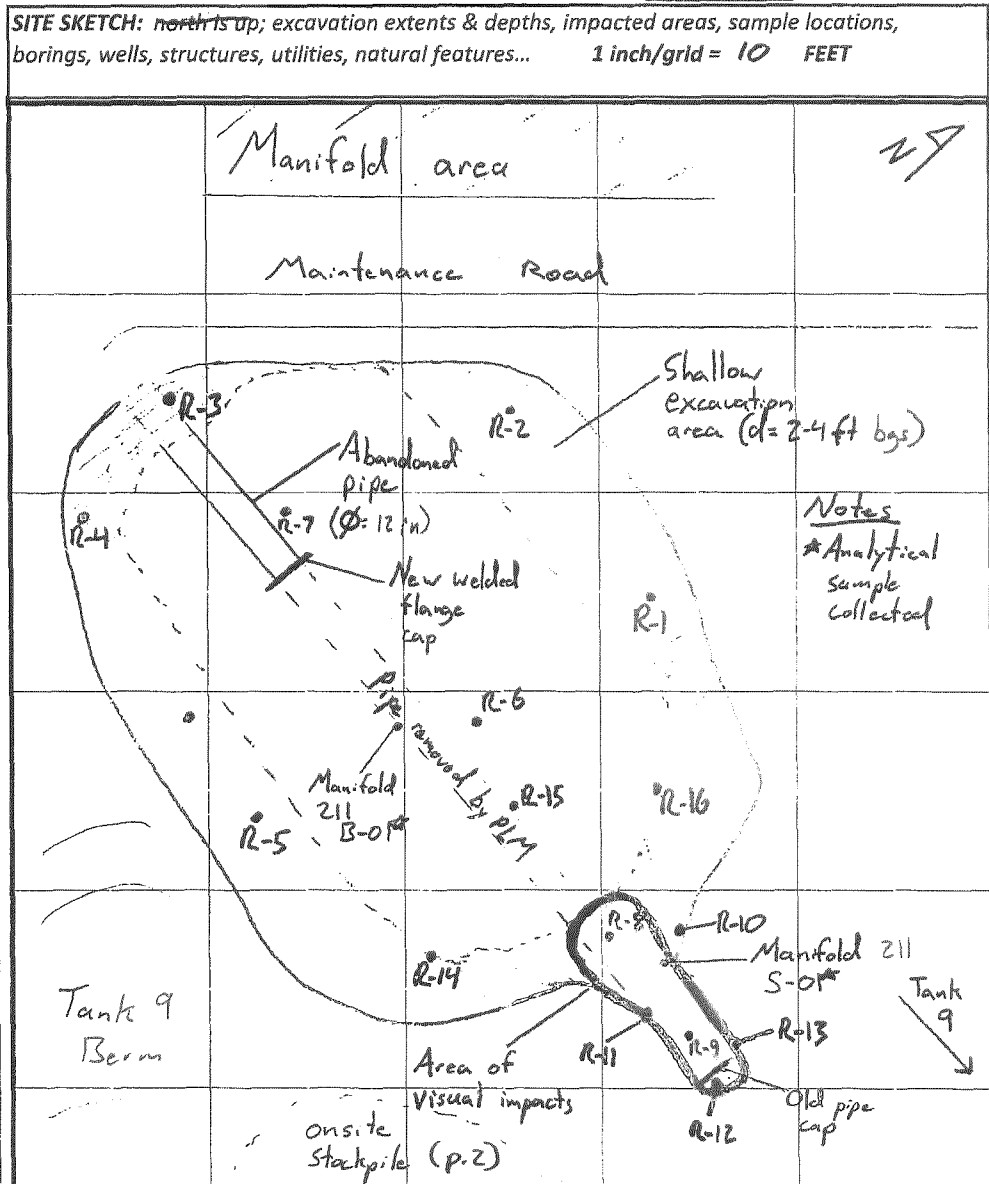 SITE SKETCH: north is up; excavation extents & depths, impacted areas, sample locations,
borings, wells, structures, utilities, natural features... 1 inch/grid = 10 FEET
Manifold area
N
Maintenance Road
Shallow
excavation
area (d= 2-4 ft bgs)
R-3
R-2
Abandoned
pipe
(Ø= 12 in)
R-7
R-4
Notes
*Analytical
sample
collected
New welded
flange
cap
R-1
Pipe removed by PLM
R-6
Manifold
211
B-01*
R-15
R-16
R-5
R-8
R-10
Manifold 211
S-01*
R-14
Tank 9
Berm
Tank
9
R-13
R-11
R-9
Area of
visual impacts
Old pipe
cap
R-12
onsite
stockpile (p.2)